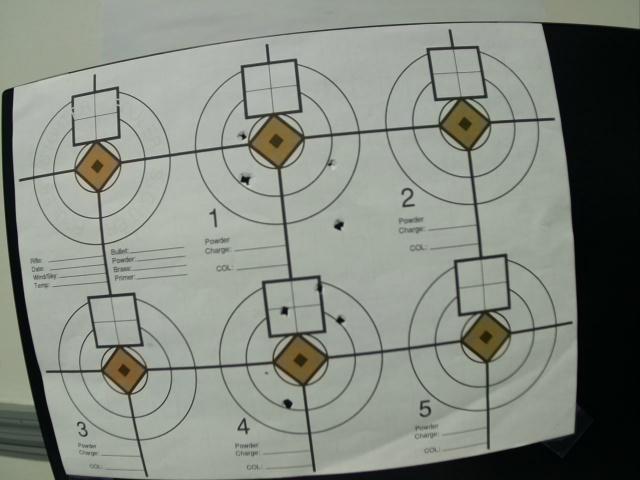 Rifle:
Date:
Wind/Sky:
Temp:
Bullet:
Powder:
Brass:
Primer:
1
Powder
Charge:
COL:
2
Powder
Charge:
COL:
3
Powder
Charge:
COL:
4
Powder
Charge:
COL:
5
Powder
Charge:
COL: